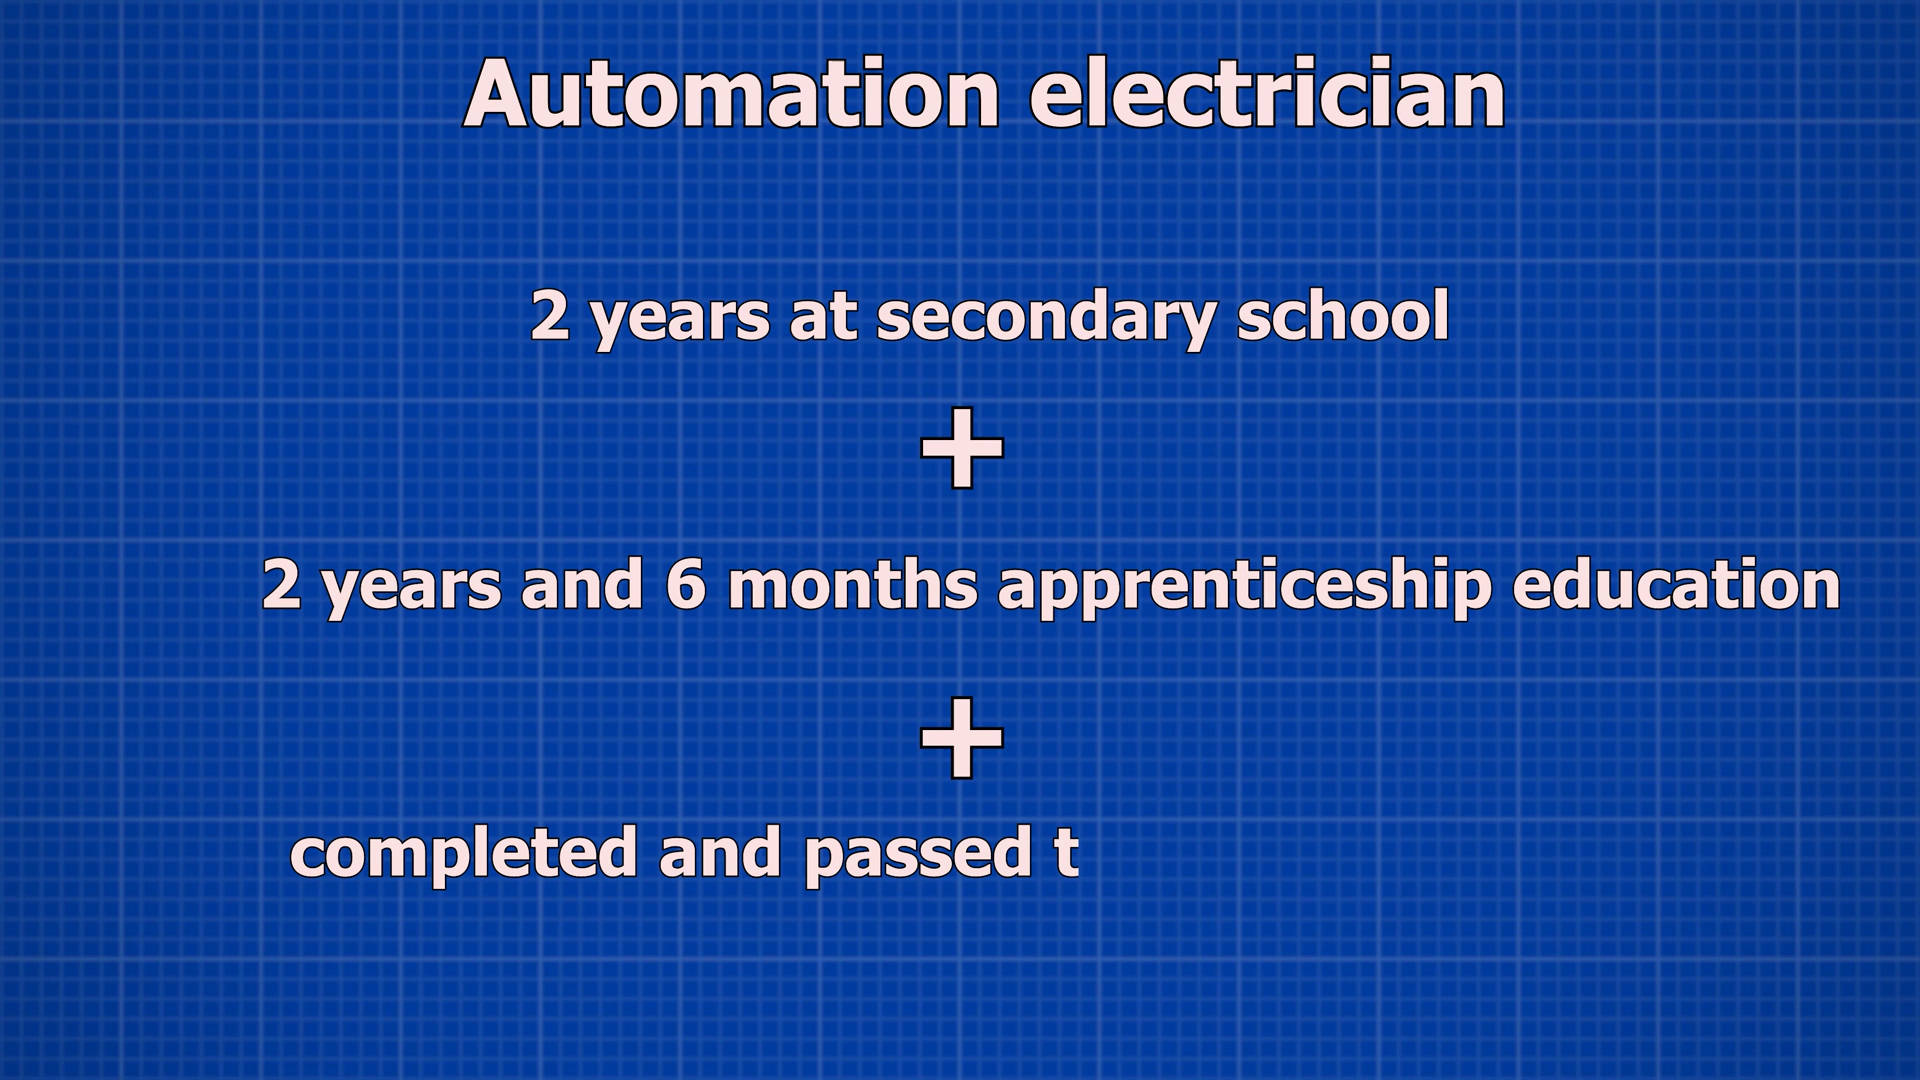 Automation electrician
2 years at secondary school
+
2 years and 6 months apprenticeship education
+
completed and passed t